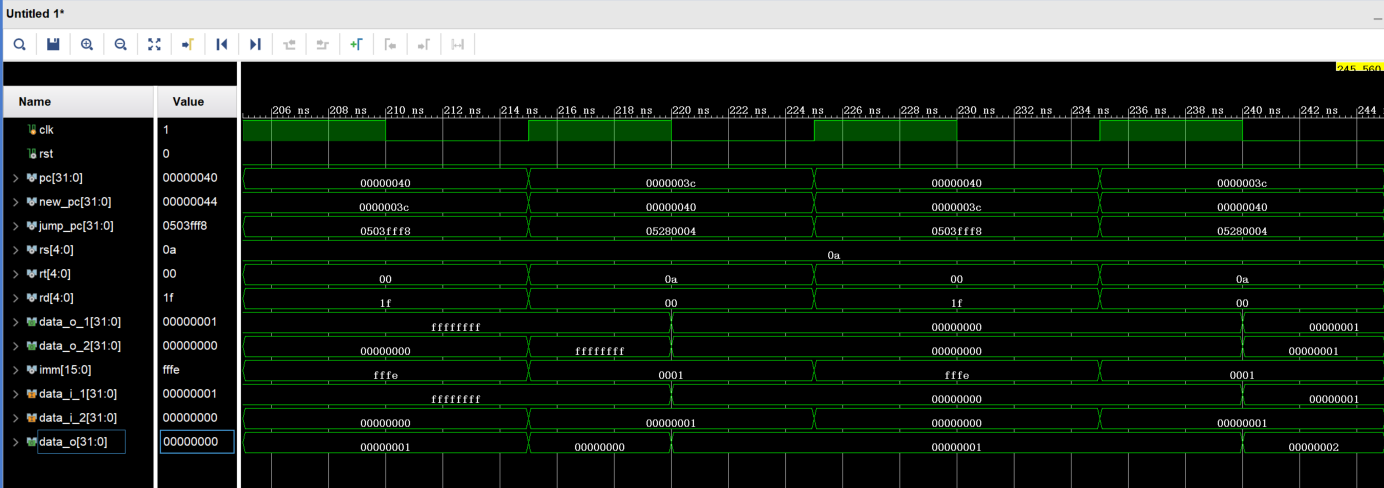 Untitled 1*
245.560
Name Value
206 ns 208 ns 210 ns 212 ns 214 ns 216 ns 218 ns 220 ns 222 ns 224 ns 226 ns 228 ns 230 ns 232 ns 234 ns 236 ns 238 ns 240 ns 242 ns 244
clk 1
rst 0
pc[31:0] 00000040 00000040 0000003c 00000040 0000003c
new_pc[31:0] 00000044 0000003c 00000040 0000003c 00000040
jump_pc[31:0] 0503fff8 0503fff8 05280004 0503fff8 05280004
rs[4:0] 0a 0a
rt[4:0] 00 00 0a 00 0a
rd[4:0] 1f 1f 00 1f 00
data_o_1[31:0] 00000001 ffffffff 00000000 00000001
data_o_2[31:0] 00000000 00000000 ffffffff 00000000 00000001
imm[15:0] fffe fffe 0001 fffe 0001
data_i_1[31:0] 00000001 ffffffff 00000000 00000001
data_i_2[31:0] 00000000 00000000 00000001 00000000 00000001
data_o[31:0] 00000000 00000001 00000000 00000001 00000002